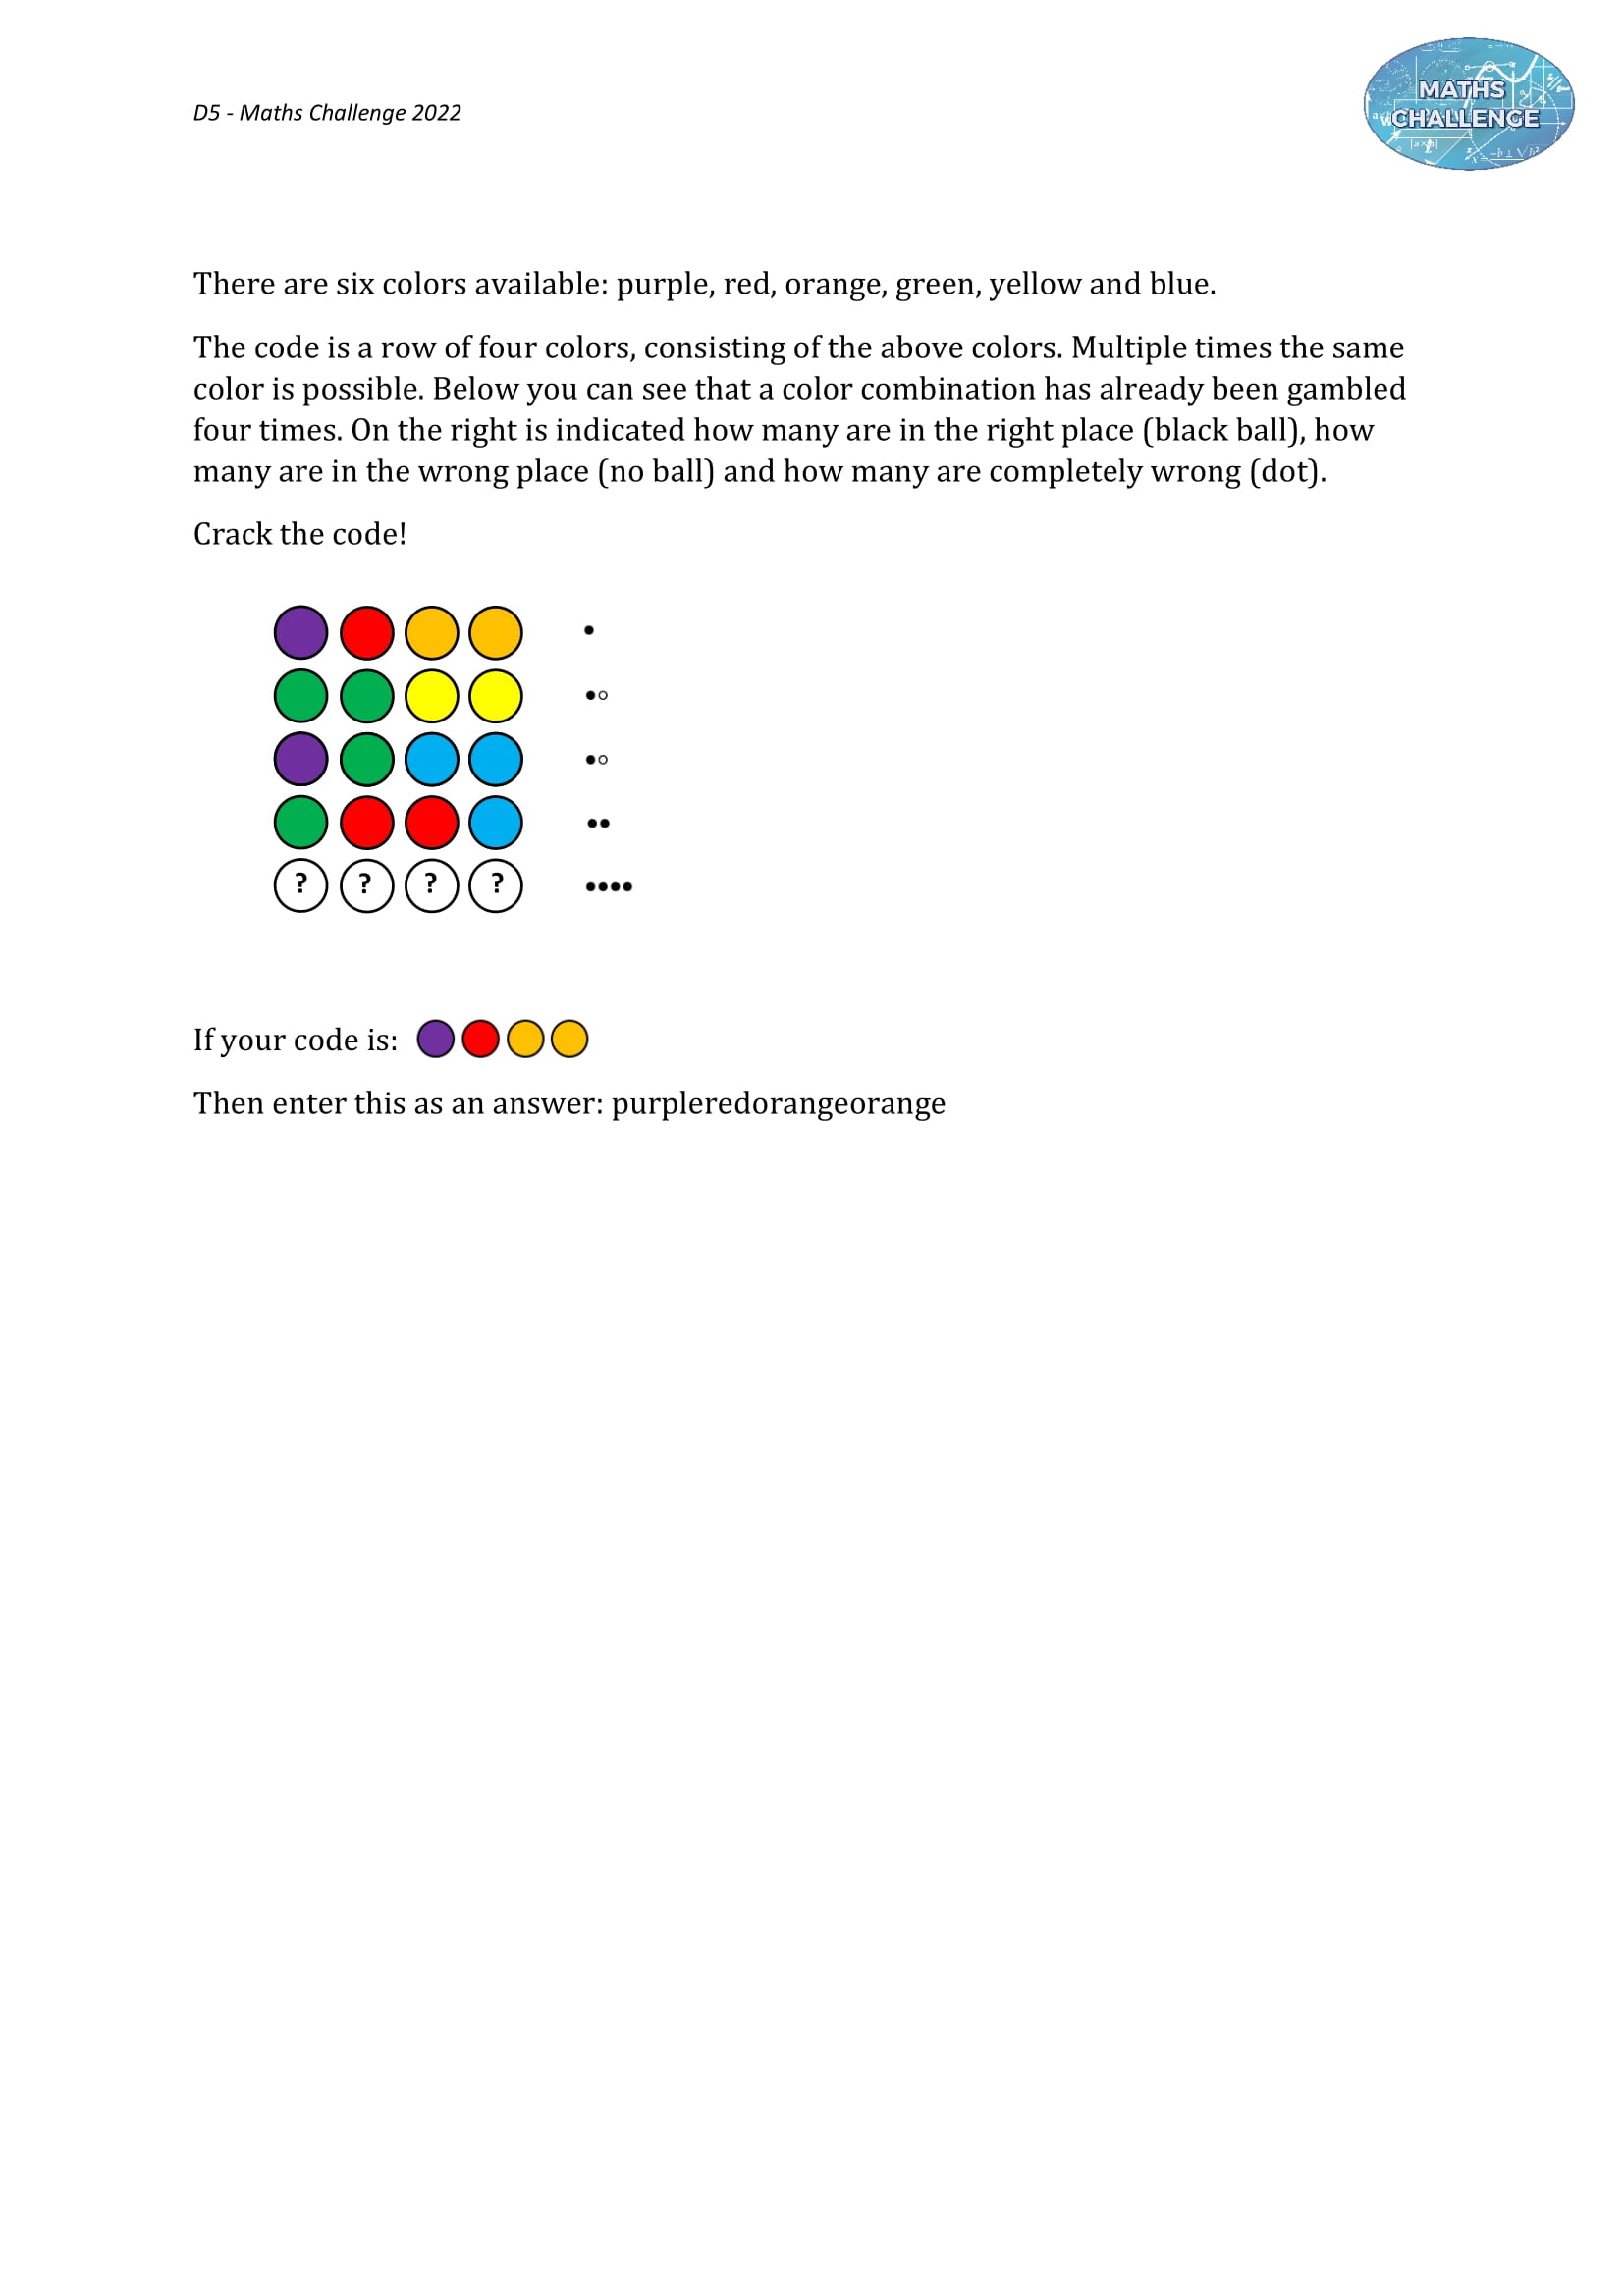 D5 - Maths Challenge 2022
MATHS
CHALLENGE
There are six colors available: purple, red, orange, green, yellow and blue.
The code is a row of four colors, consisting of the above colors. Multiple times the same
color is possible. Below you can see that a color combination has already been gambled
four times. On the right is indicated how many are in the right place (black ball), how
many are in the wrong place (no ball) and how many are completely wrong (dot).
Crack the code!
? ? ? ?
If your code is:
Then enter this as an answer: purpleredorangeorange